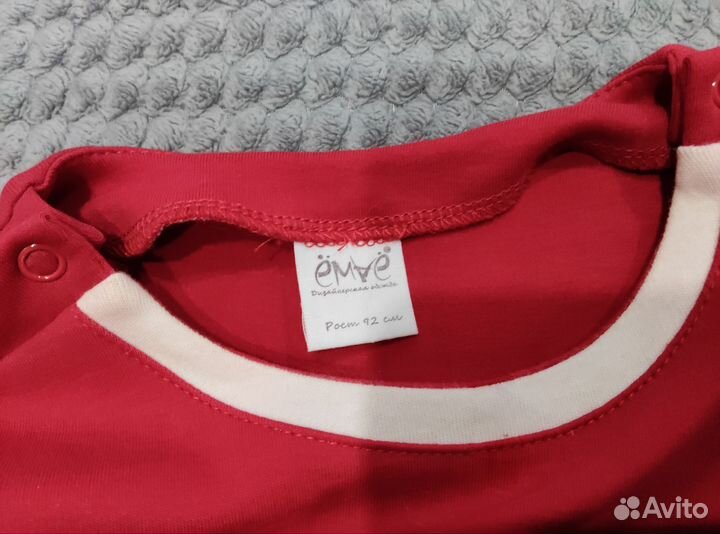 ёмаё
Дизайнерская одежда
Рост 92 см
Avito